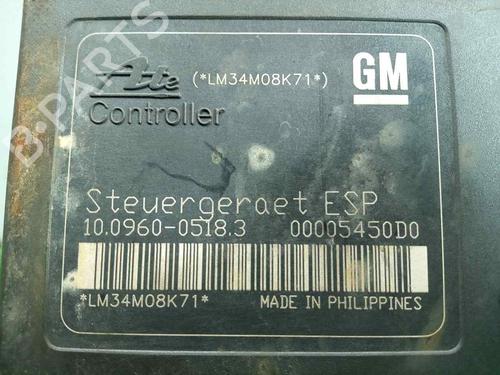 Ate (*LM34M08K71*) GM
Controller
Steuergeraet ESP
10.0960-0518.3 00005450D0
*LM34M08K71* MADE IN PHILIPPINES
B-PARTS